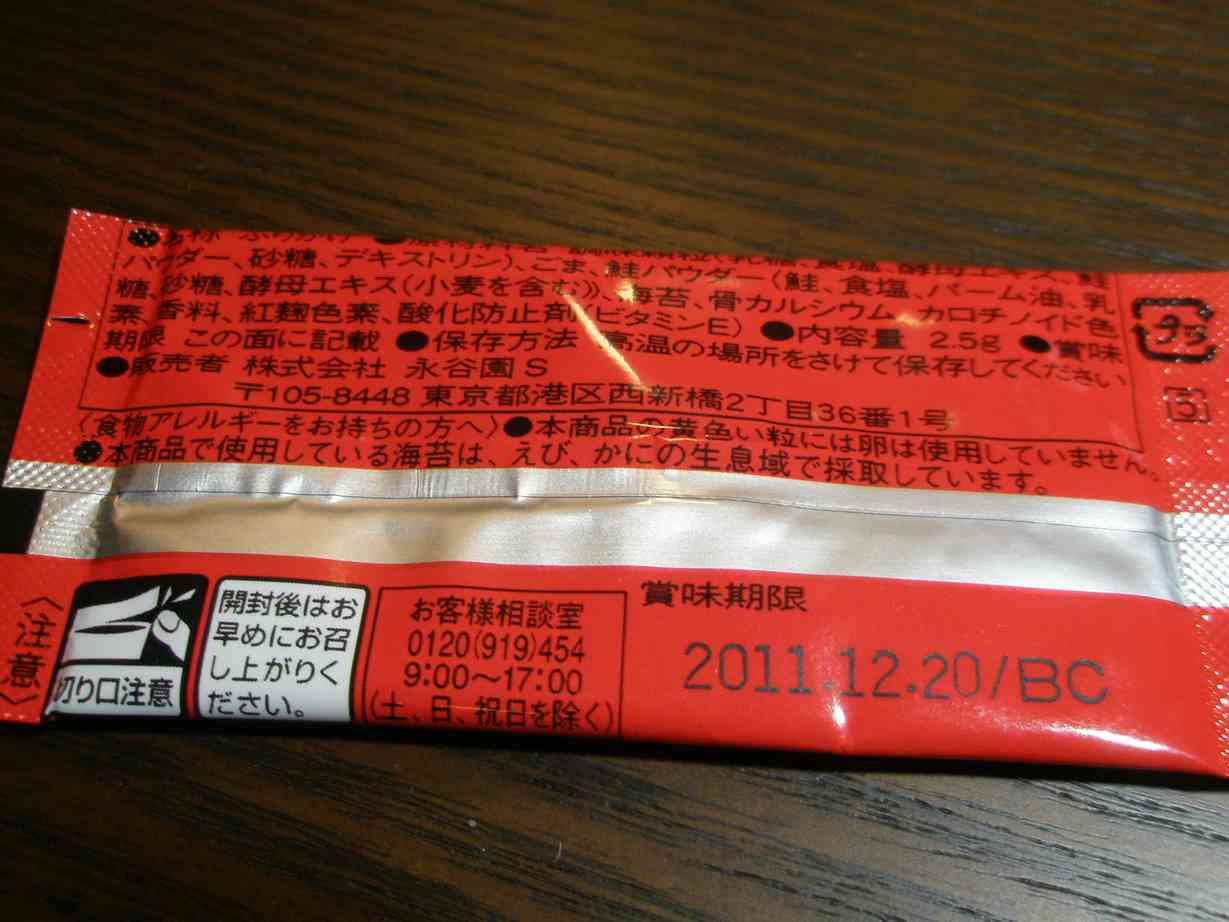 パウダー、砂糖、デキストリン)、ごま、鮭パウダー(鮭、食塩、パーム油、乳
糖、砂糖、酵母エキス(小麦を含む)》、海苔、骨カルシウム、カロチノイド色
素、香料、紅麹色素、酸化防止剤(ビタミンE) ●内容量 2.5g ●賞味
期限 この面に記載 ●保存方法 高温の場所をさけて保存してください
●販売者 株式会社 永谷園S
〒105-8448 東京都港区西新橋2丁目36番1号
〈食物アレルギーをお持ちの方へ〉●本商品の黄色い粒には卵は使用していません。
●本商品で使用している海苔は、えび、かにの生息域で採取しています。
5
〈注意〉
切り口注意
開封後はお
早めにお召
し上がりく
ださい。
お客様相談室
0120(919)454
9:00〜17:00
(土、日、祝日を除く)
賞味期限
2011.12.20/BC